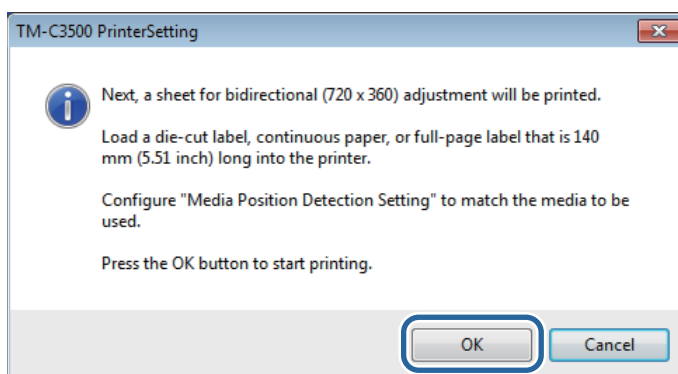 TM-C3500 PrinterSetting
Next, a sheet for bidirectional (720 x 360) adjustment will be printed.
Load a die-cut label, continuous paper, or full-page label that is 140
mm (5.51 inch) long into the printer.
Configure "Media Position Detection Setting" to match the media to be
used.
Press the OK button to start printing.
OK
Cancel